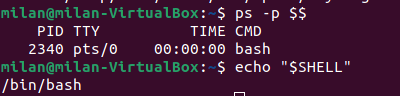 milan@milan-VirtualBox:~$ ps -p $$
    PID TTY          TIME CMD
   2340 pts/0    00:00:00 bash
milan@milan-VirtualBox:~$ echo "$SHELL"
/bin/bash